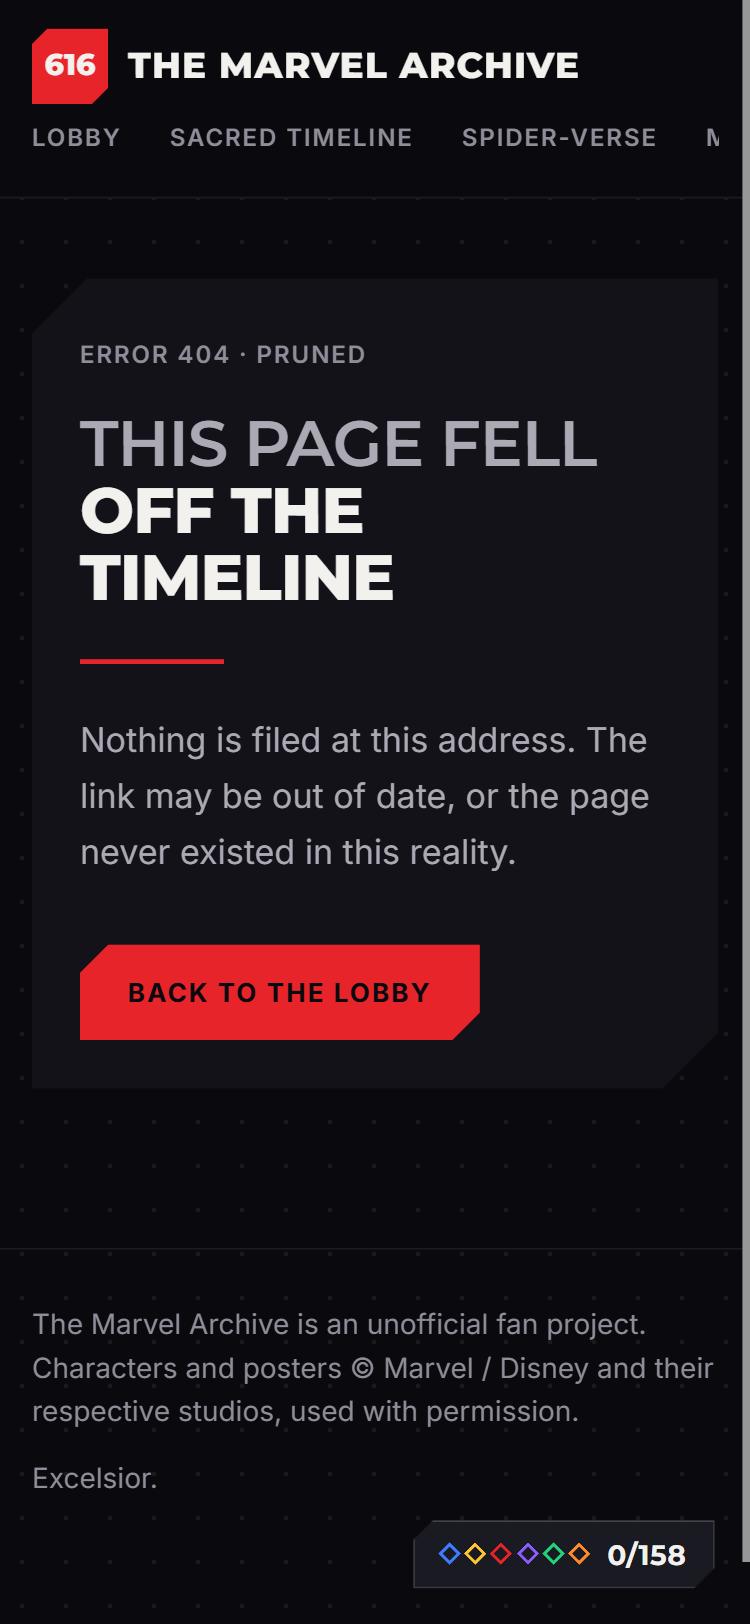 616 THE MARVEL ARCHIVE
LOBBY SACRED TIMELINE SPIDER-VERSE
ERROR 404 · PRUNED
THIS PAGE FELL
OFF THE
TIMELINE
Nothing is filed at this address. The
link may be out of date, or the page
never existed in this reality.
BACK TO THE LOBBY
The Marvel Archive is an unofficial fan project.
Characters and posters © Marvel / Disney and their
respective studios, used with permission.
Excelsior.
0/158